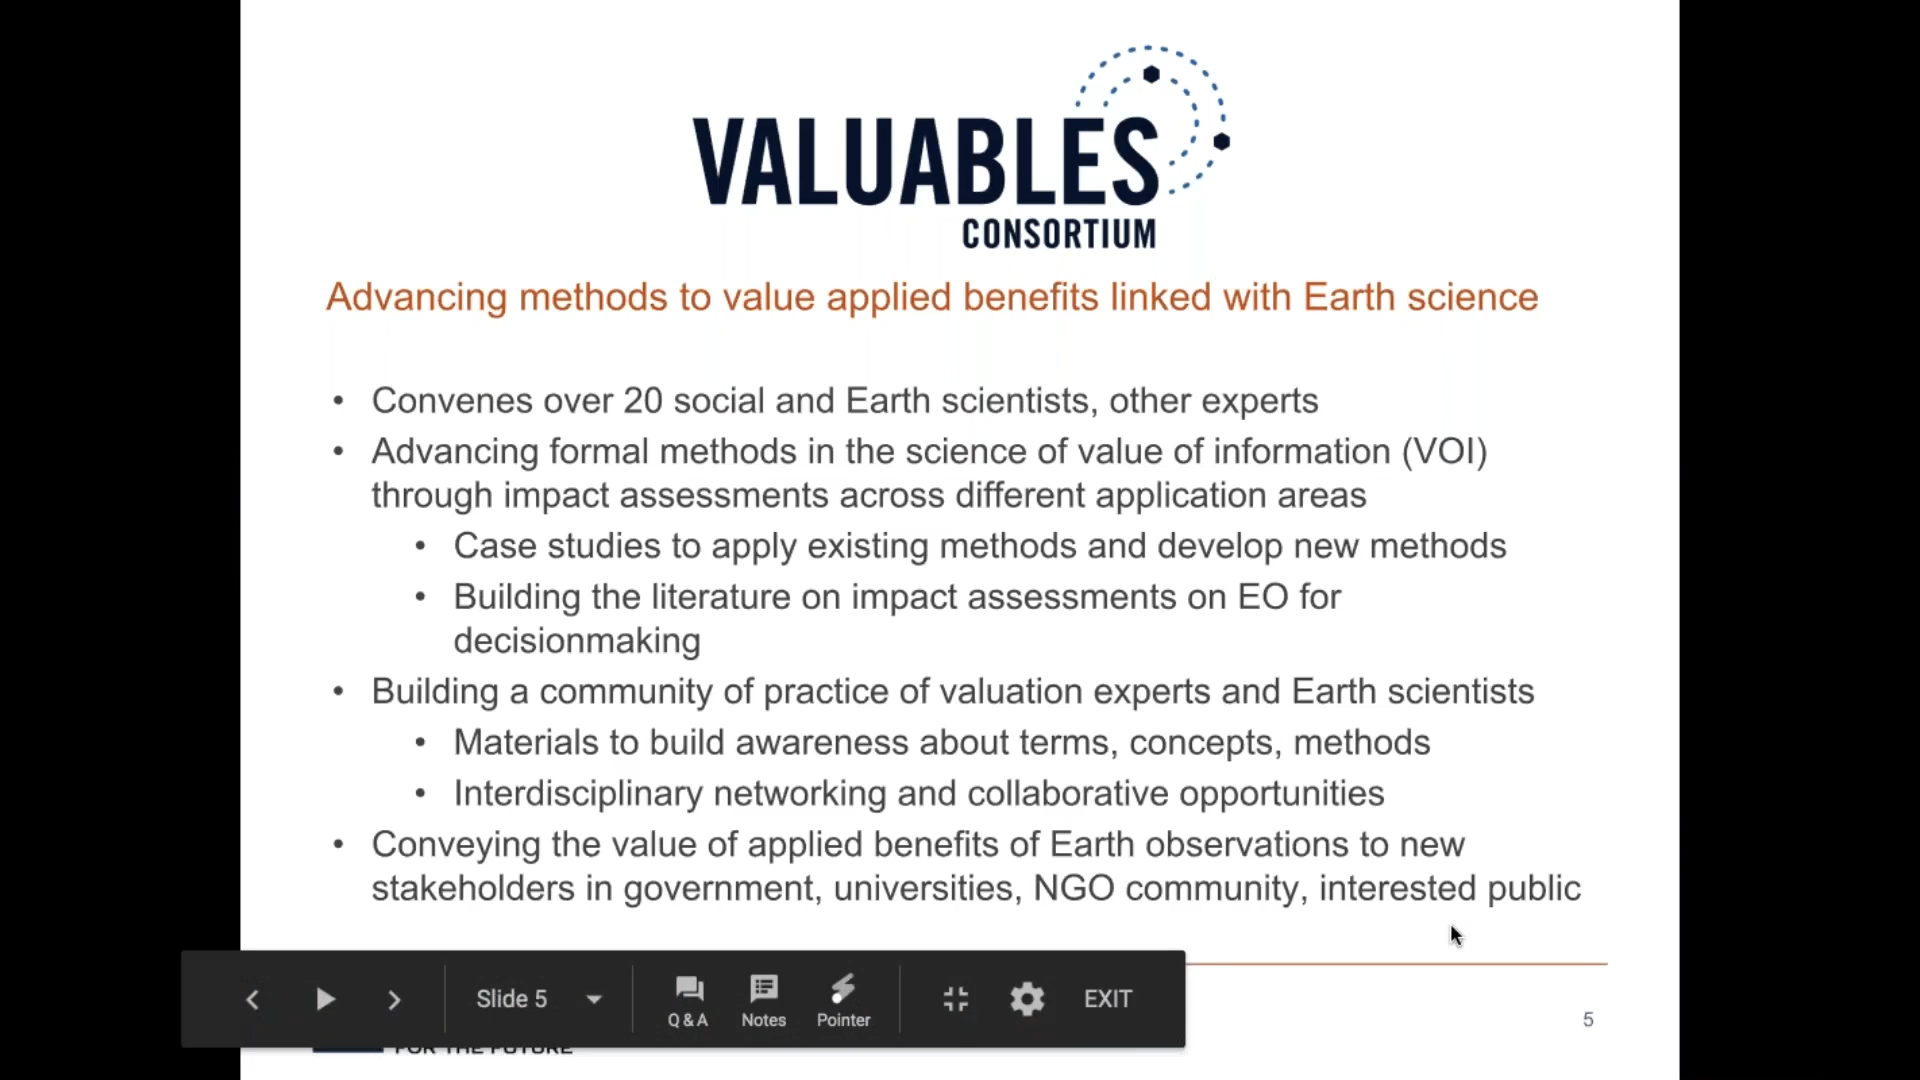 VALUABLES
CONSORTIUM
Advancing methods to value applied benefits linked with Earth science
• Convenes over 20 social and Earth scientists, other experts
• Advancing formal methods in the science of value of information (VOI)
through impact assessments across different application areas
• Case studies to apply existing methods and develop new methods
• Building the literature on impact assessments on EO for
decisionmaking
• Building a community of practice of valuation experts and Earth scientists
• Materials to build awareness about terms, concepts, methods
• Interdisciplinary networking and collaborative opportunities
• Conveying the value of applied benefits of Earth observations to new
stakeholders in government, universities, NGO community, interested public
Slide 5
Q & A
Notes
Pointer
EXIT
5
FOR THE FUTURE